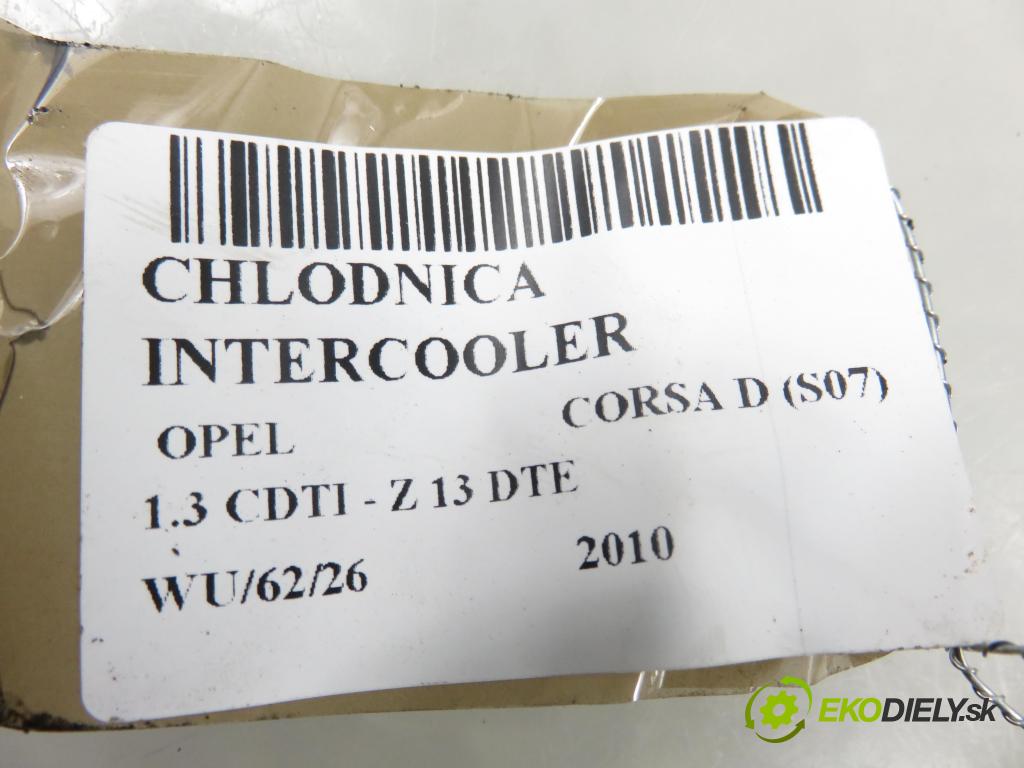 CHLODNICA
INTERCOOLER
OPEL CORSA D (S07)
1.3 CDTI - Z 13 DTE
WU/62/26 2010
EKODIELY.sk